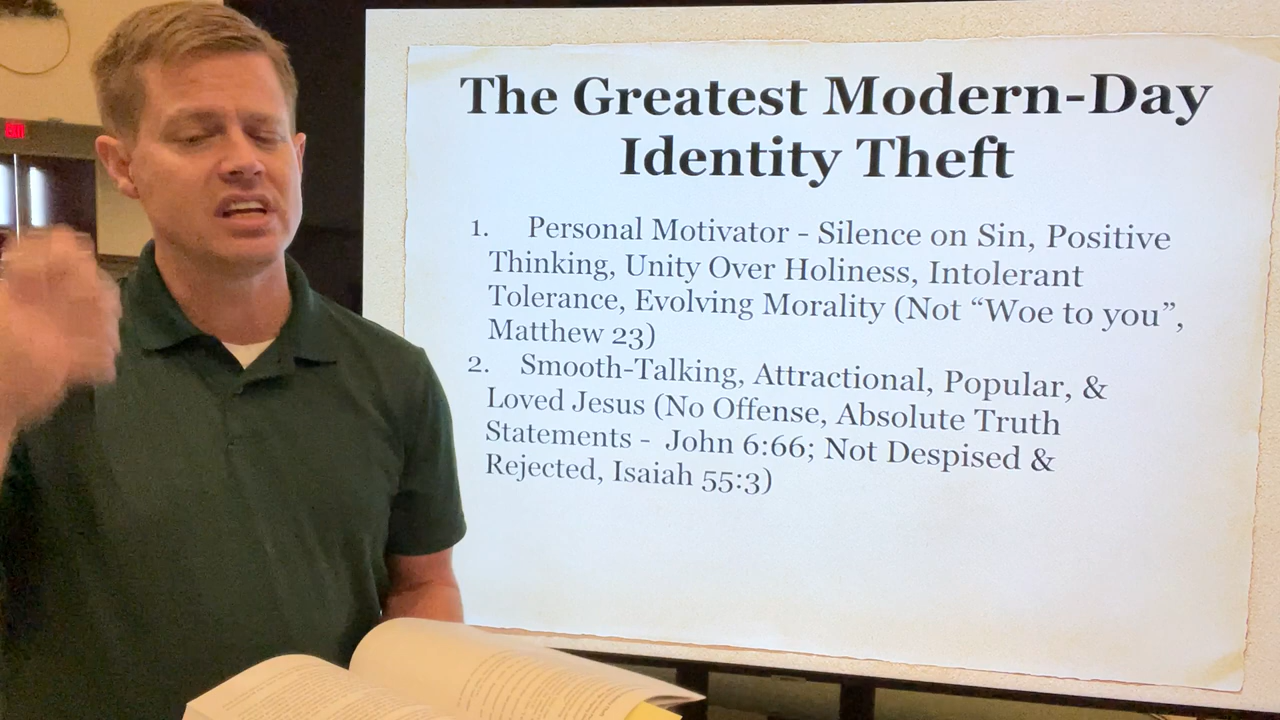 EXIT
The Greatest Modern-Day
Identity Theft
1. Personal Motivator - Silence on Sin, Positive
Thinking, Unity Over Holiness, Intolerant
Tolerance, Evolving Morality (Not “Woe to you”,
Matthew 23)
2. Smooth-Talking, Attractional, Popular, &
Loved Jesus (No Offense, Absolute Truth
Statements - John 6:66; Not Despised &
Rejected, Isaiah 55:3)